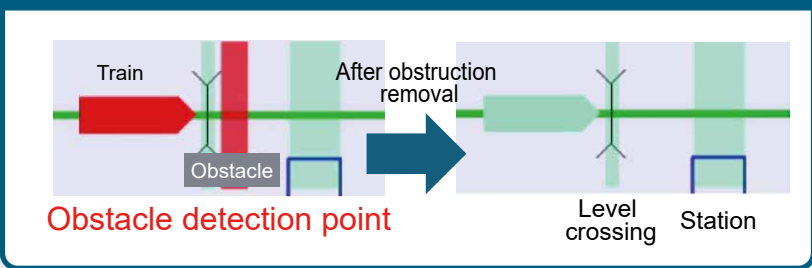 Train
Obstacle
Obstacle detection point
After obstruction
removal
Level
crossing
Station